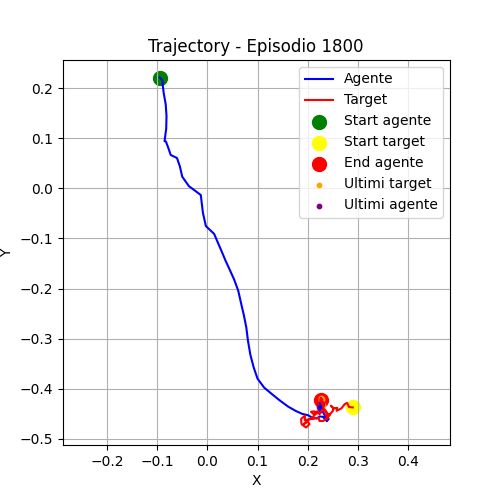 Trajectory - Episodio 1800
Agente
Target
Start agente
Start target
End agente
Ultimi target
Ultimi agente
0.2
0.1
0.0
−0.1
−0.2
−0.3
−0.4
−0.5
Y
−0.2
−0.1
0.0
0.1
0.2
0.3
0.4
X